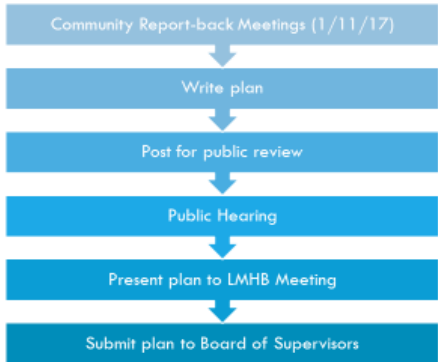 Community Report-back Meetings (1/11/17)
Write plan
Post for public review
Public Hearing
Present plan to LMHB Meeting
Submit plan to Board of Supervisors